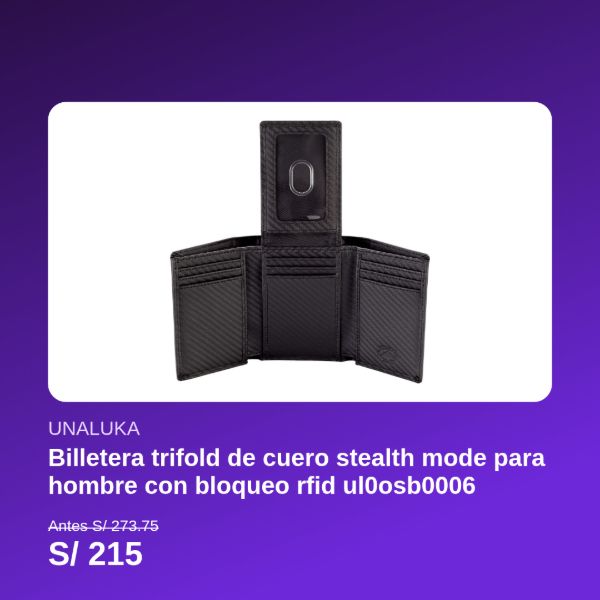 UNALUKA
Billetera trifold de cuero stealth mode para
hombre con bloqueo rfid ul0osb0006
Antes S/ 273.75
S/ 215